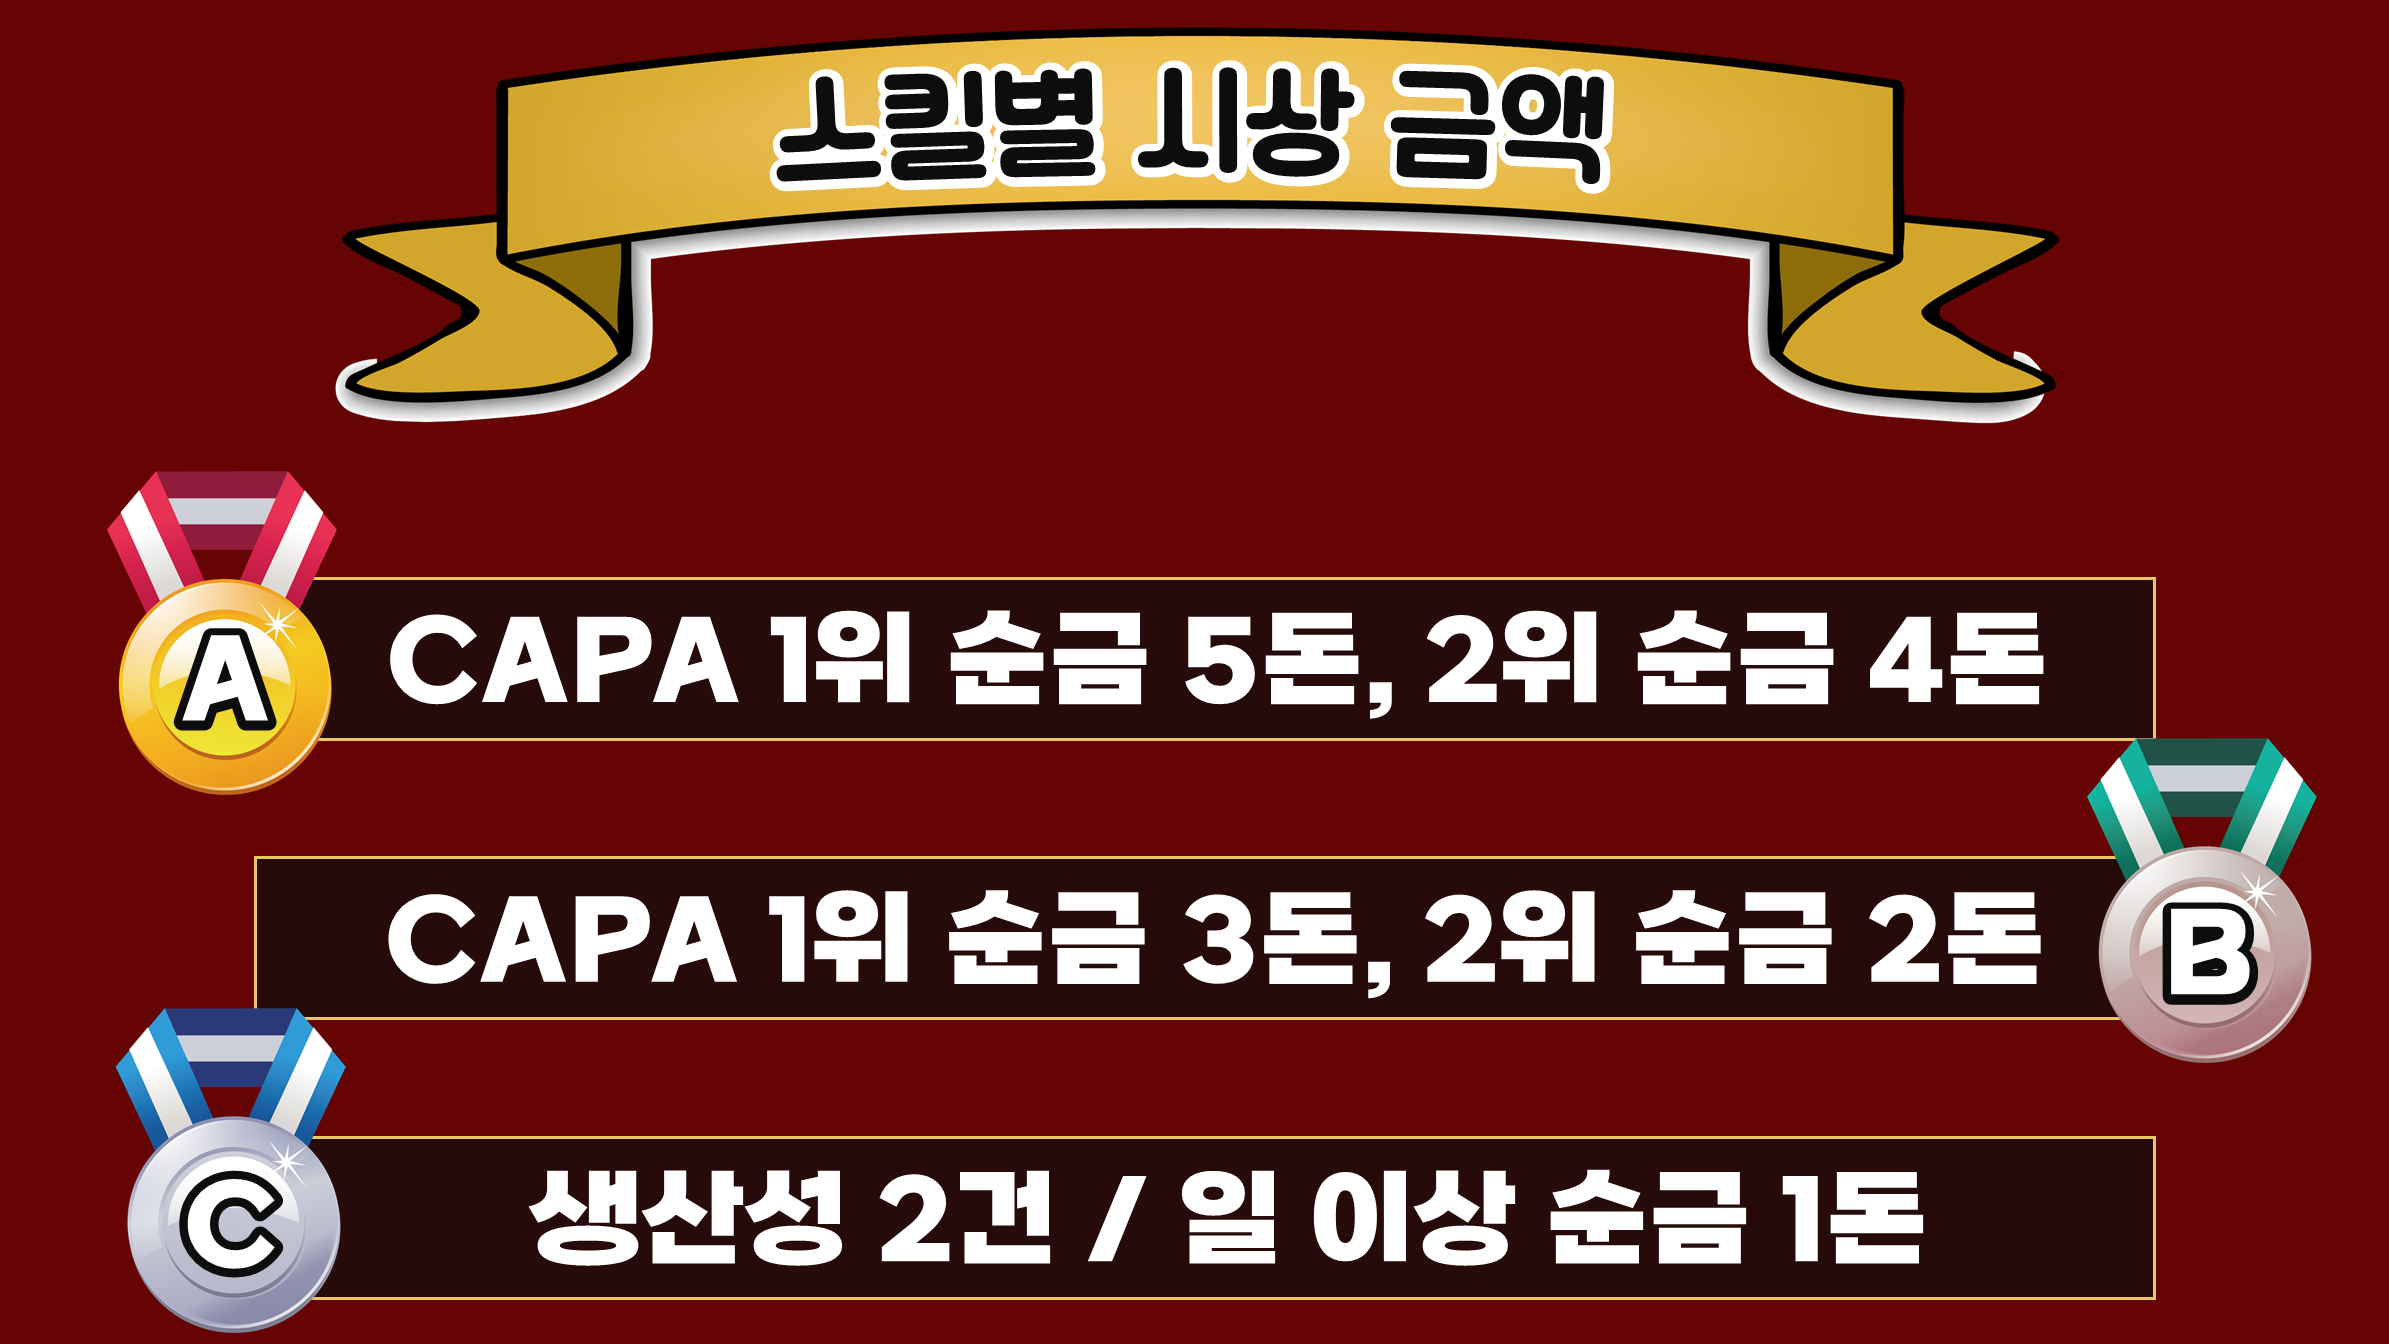 스킬별 시상 금액
A
CAPA 1위 순금 5돈, 2위 순금 4돈
CAPA 1위 순금 3돈, 2위 순금 2돈
B
C
생산성 2건 / 일 이상 순금 1돈